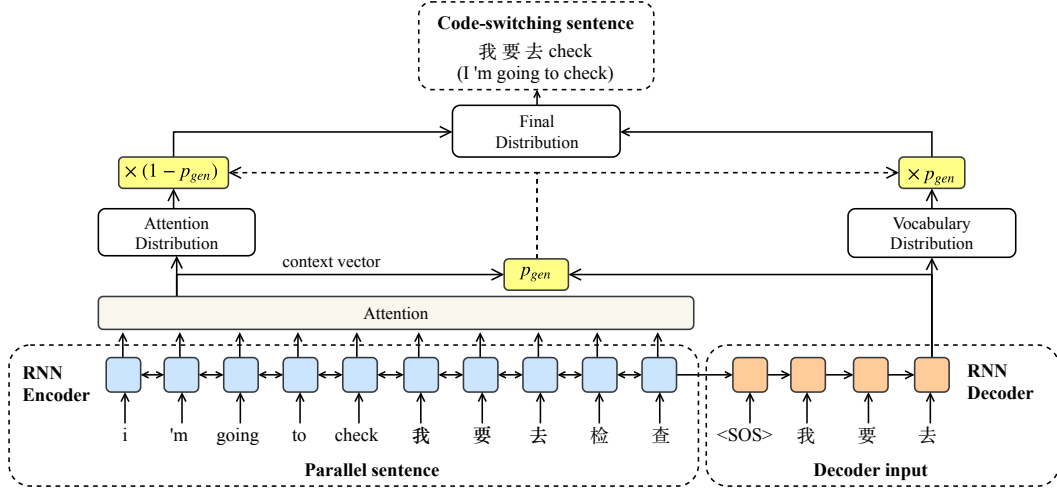 Code-switching sentence
我 要 去 check
(I 'm going to check)
Final
Distribution
× (1 − p_gen)
× p_gen
Attention
Distribution
Vocabulary
Distribution
context vector
p_gen
Attention
RNN
Encoder
RNN
Decoder
i 'm going to check 我 要 去 检 查
<SOS> 我 要 去
Parallel sentence
Decoder input